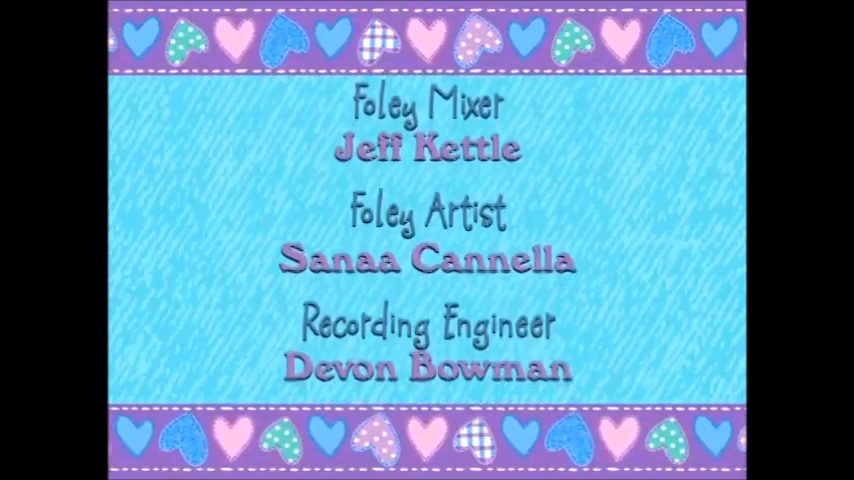 Foley Mixer
Jeff Kettle
Foley Artist
Sanaa Cannella
Recording Engineer
Devon Bowman